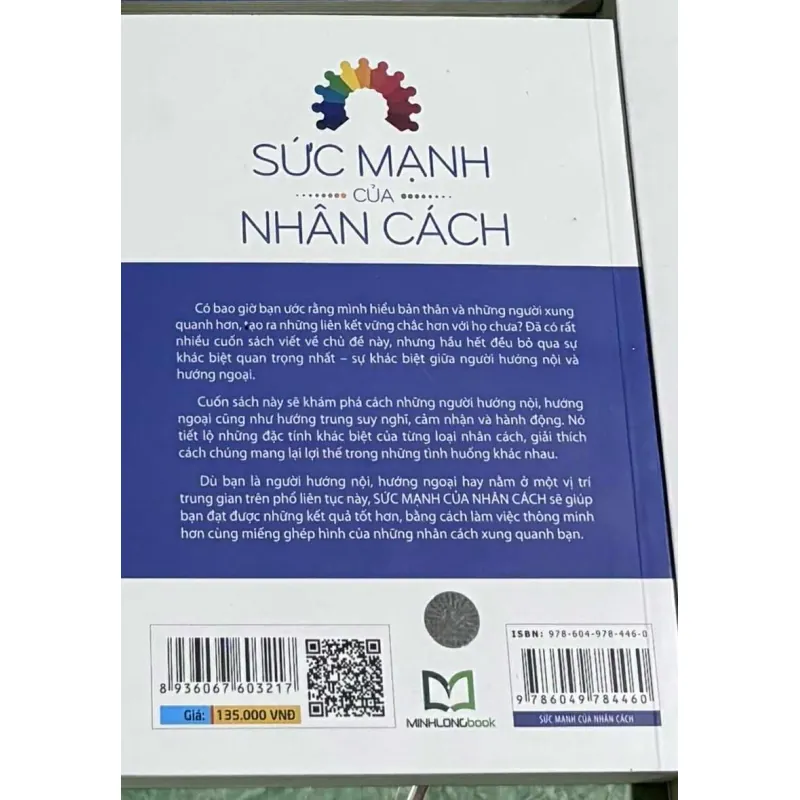 SỨC MẠNH
CỦA
NHÂN CÁCH
Có bao giờ bạn ước rằng mình hiểu bản thân và những người xung
quanh hơn, tạo ra những liên kết vững chắc hơn với họ chưa? Đã có rất
nhiều cuốn sách viết về chủ đề này, nhưng hầu hết đều bỏ qua sự
khác biệt quan trọng nhất – sự khác biệt giữa người hướng nội và
hướng ngoại.
Cuốn sách này sẽ khám phá cách những người hướng nội, hướng
ngoại cũng như hướng trung suy nghĩ, cảm nhận và hành động. Nó
tiết lộ những đặc tính khác biệt của từng loại nhân cách, giải thích
cách chúng mang lại lợi thế trong những tình huống khác nhau.
Dù bạn là người hướng nội, hướng ngoại hay nằm ở một vị trí
trung gian trên phổ liên tục này, SỨC MẠNH CỦA NHÂN CÁCH sẽ giúp
bạn đạt được những kết quả tốt hơn, bằng cách làm việc thông minh
hơn cùng miếng ghép hình của những nhân cách xung quanh bạn.
8 936067 603217
Giá: 135.000 VNĐ
MINHLONGbook
ISBN: 978-604-978-446-0
9 786049 784460
SỨC MẠNH CỦA NHÂN CÁCH